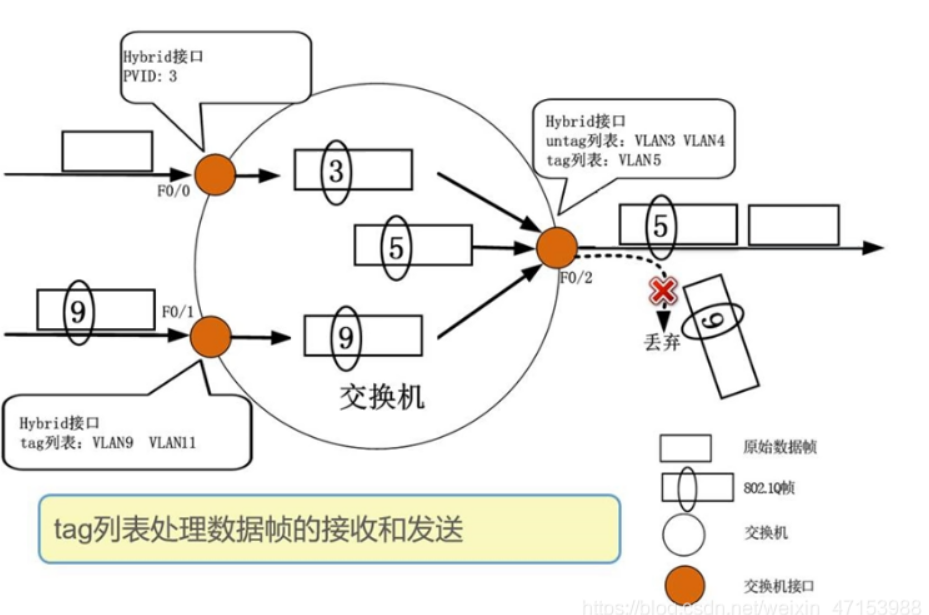 Hybrid接口
PVID: 3
Hybrid接口
untag列表: VLAN3 VLAN4
tag列表: VLAN5
F0/0
3
5
5
F0/2
9
F0/1
9
9
丢弃
交换机
Hybrid接口
tag列表: VLAN9 VLAN11
tag列表处理数据帧的接收和发送
原始数据帧
802.1Q帧
交换机
交换机接口
https://blog.csdn.net/weixin_47153988